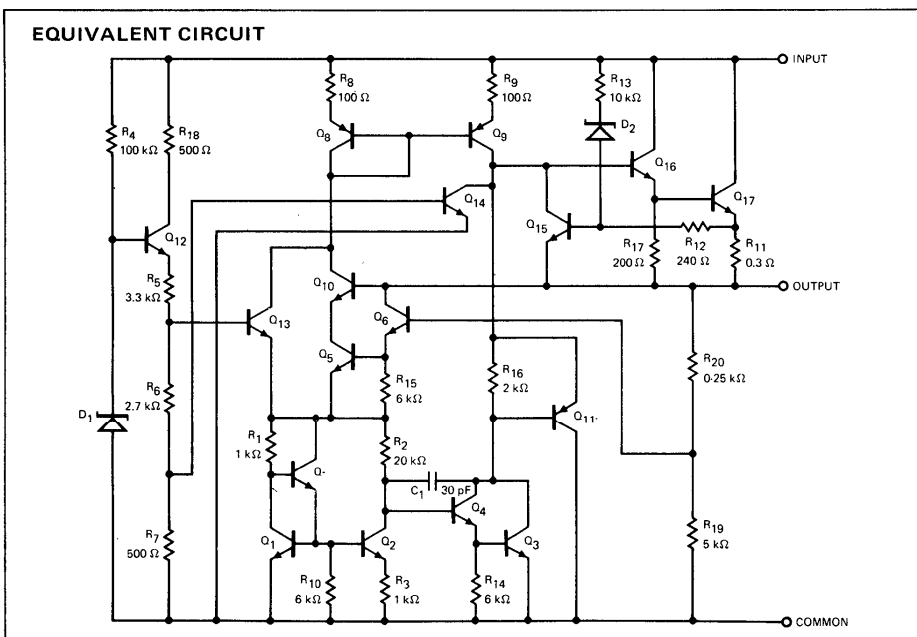 EQUIVALENT CIRCUIT
INPUT
R8
100 Ω
R9
100 Ω
R13
10 kΩ
R4
100 kΩ
R18
500 Ω
Q8
Q9
D2
Q16
Q14
Q17
Q12
Q15
R17
200 Ω
R12
240 Ω
R11
0.3 Ω
R5
3.3 kΩ
Q10
OUTPUT
Q13
Q6
Q5
R16
2 kΩ
R20
0·25 kΩ
R6
2.7 kΩ
R15
6 kΩ
D1
Q11
R1
1 kΩ
R2
20 kΩ
Q-
C1
30 pF
Q4
R19
5 kΩ
R7
500 Ω
Q1
Q2
Q3
R10
6 kΩ
R3
1 kΩ
R14
6 kΩ
COMMON